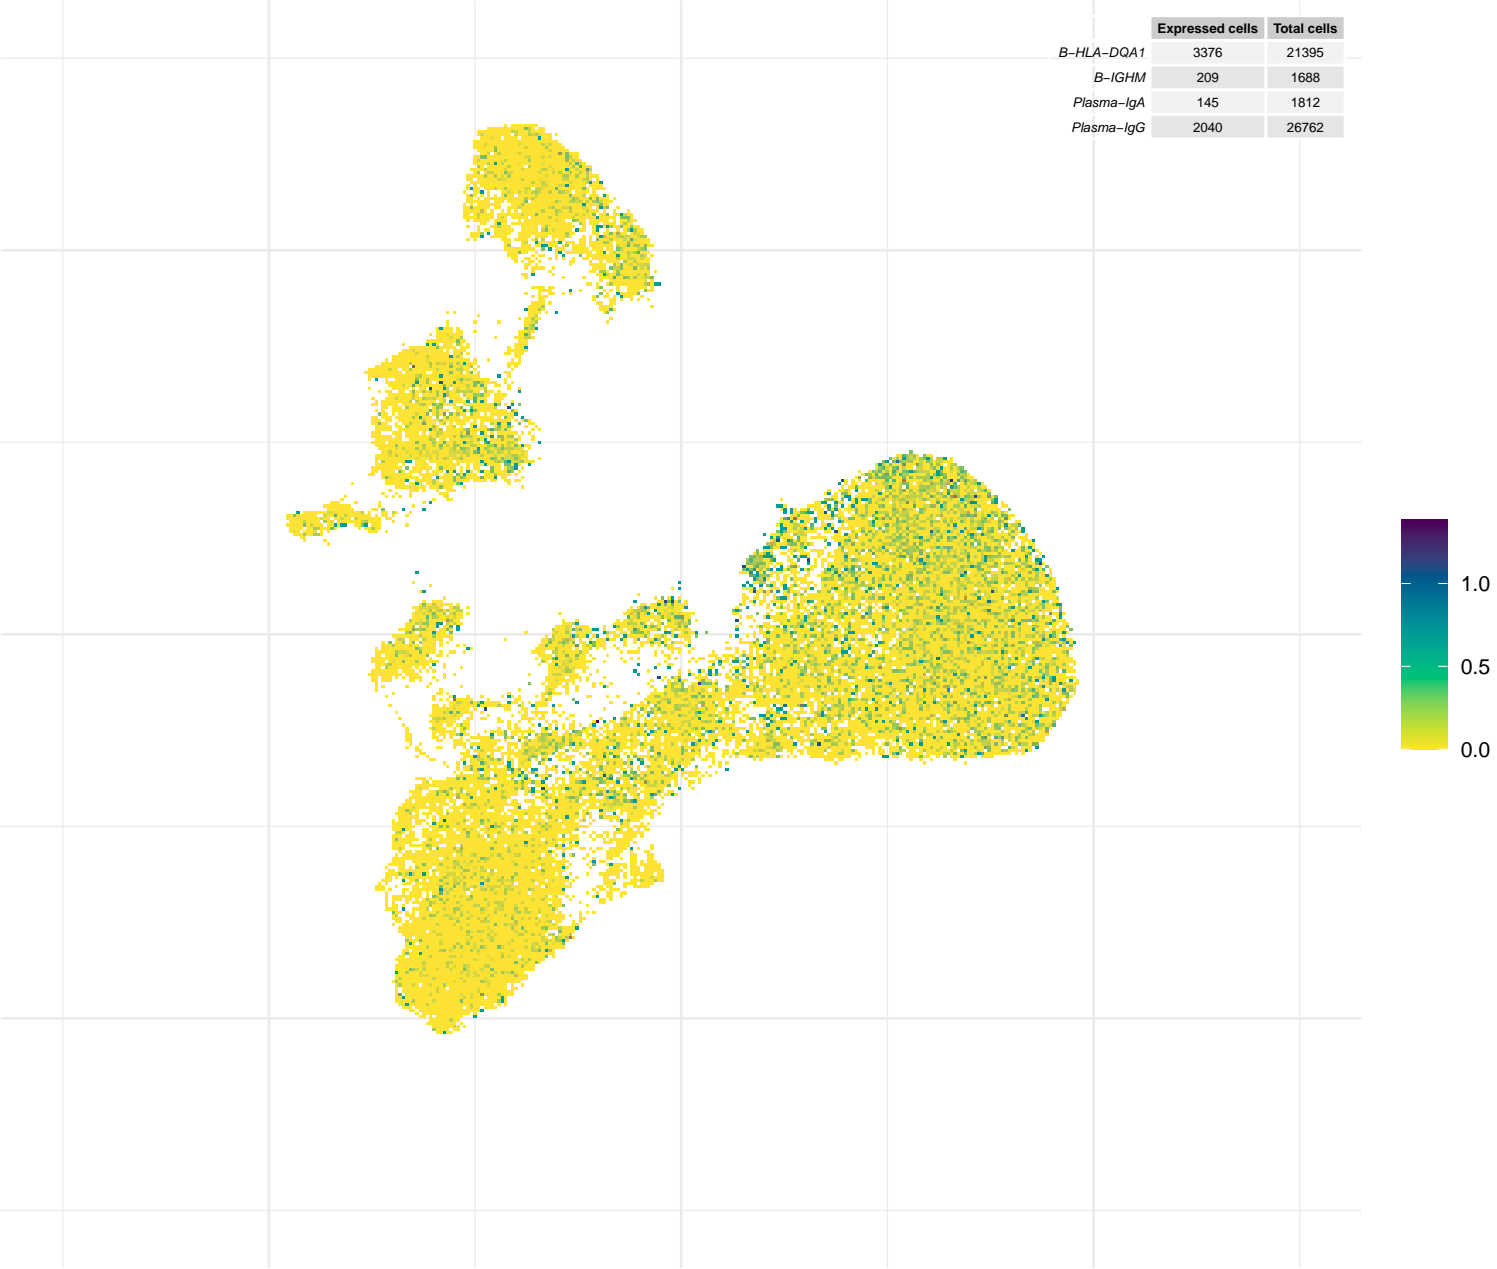 Expressed cells Total cells
B−HLA−DQA1 3376 21395
B−IGHM 209 1688
Plasma−IgA 145 1812
Plasma−IgG 2040 26762
1.0
0.5
0.0